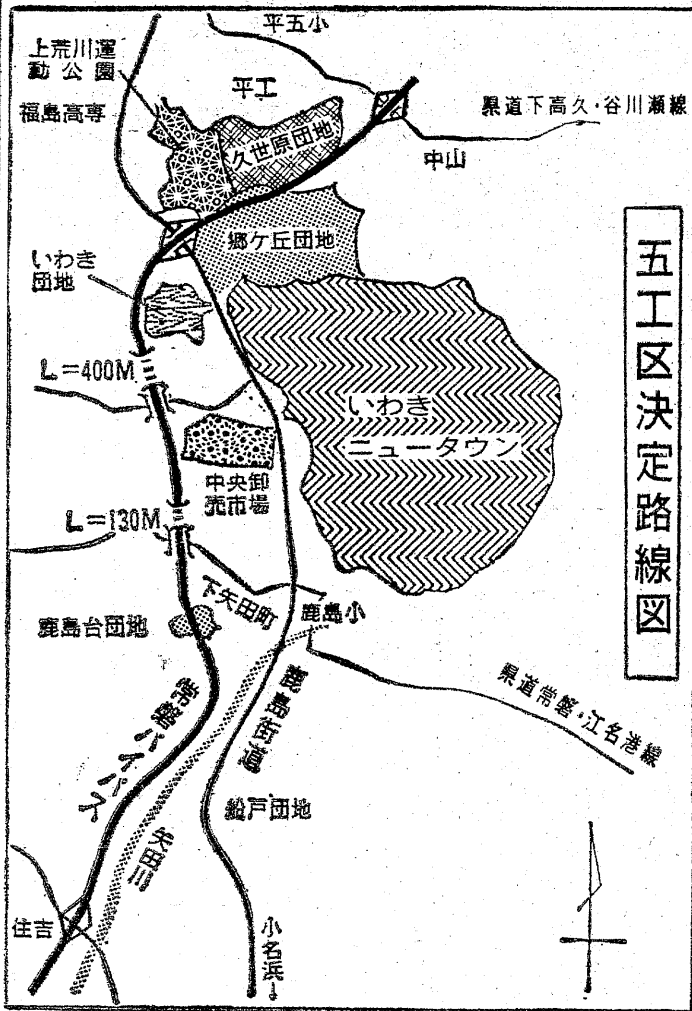 平五小
上荒川運
動公園
平工
福島高専
県道下高久・谷川瀬線
久世原団地
中山
郷ケ丘団地
いわき
団地
五工区決定路線図
L=400M
いわき
ニュータウン
中央卸
売市場
L=130M
下矢田町
鹿島小
鹿島台団地
鹿島街道
県道常磐・江名港線
常磐バイパス
船戸団地
矢田川
住吉
小名浜